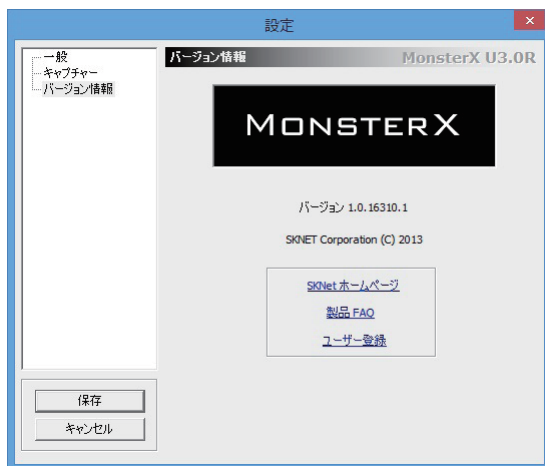 設定
一般
キャプチャー
バージョン情報
バージョン情報 MonsterX U3.0R
MONSTERX
バージョン 1.0.16310.1
SKNET Corporation (C) 2013
SKNet ホームページ
製品 FAQ
ユーザー登録
保存
キャンセル